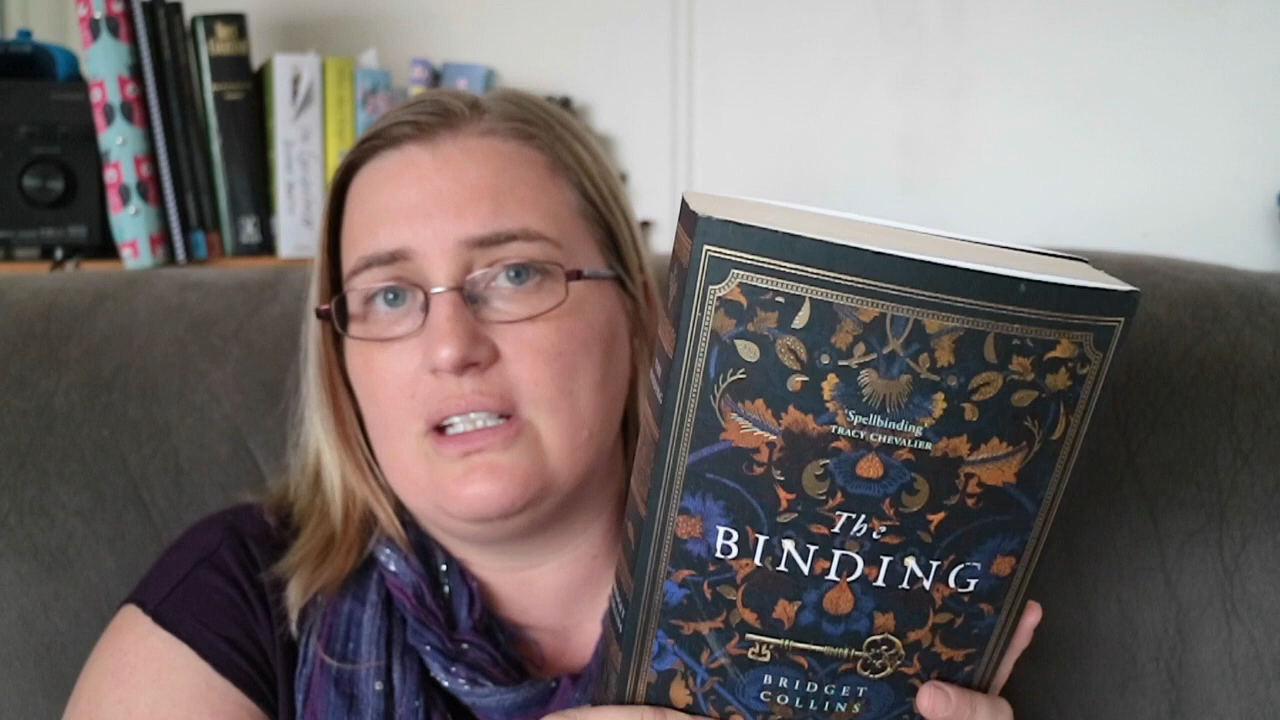 'Spellbinding'
TRACY CHEVALIER
The
BINDING
BRIDGET
COLLINS